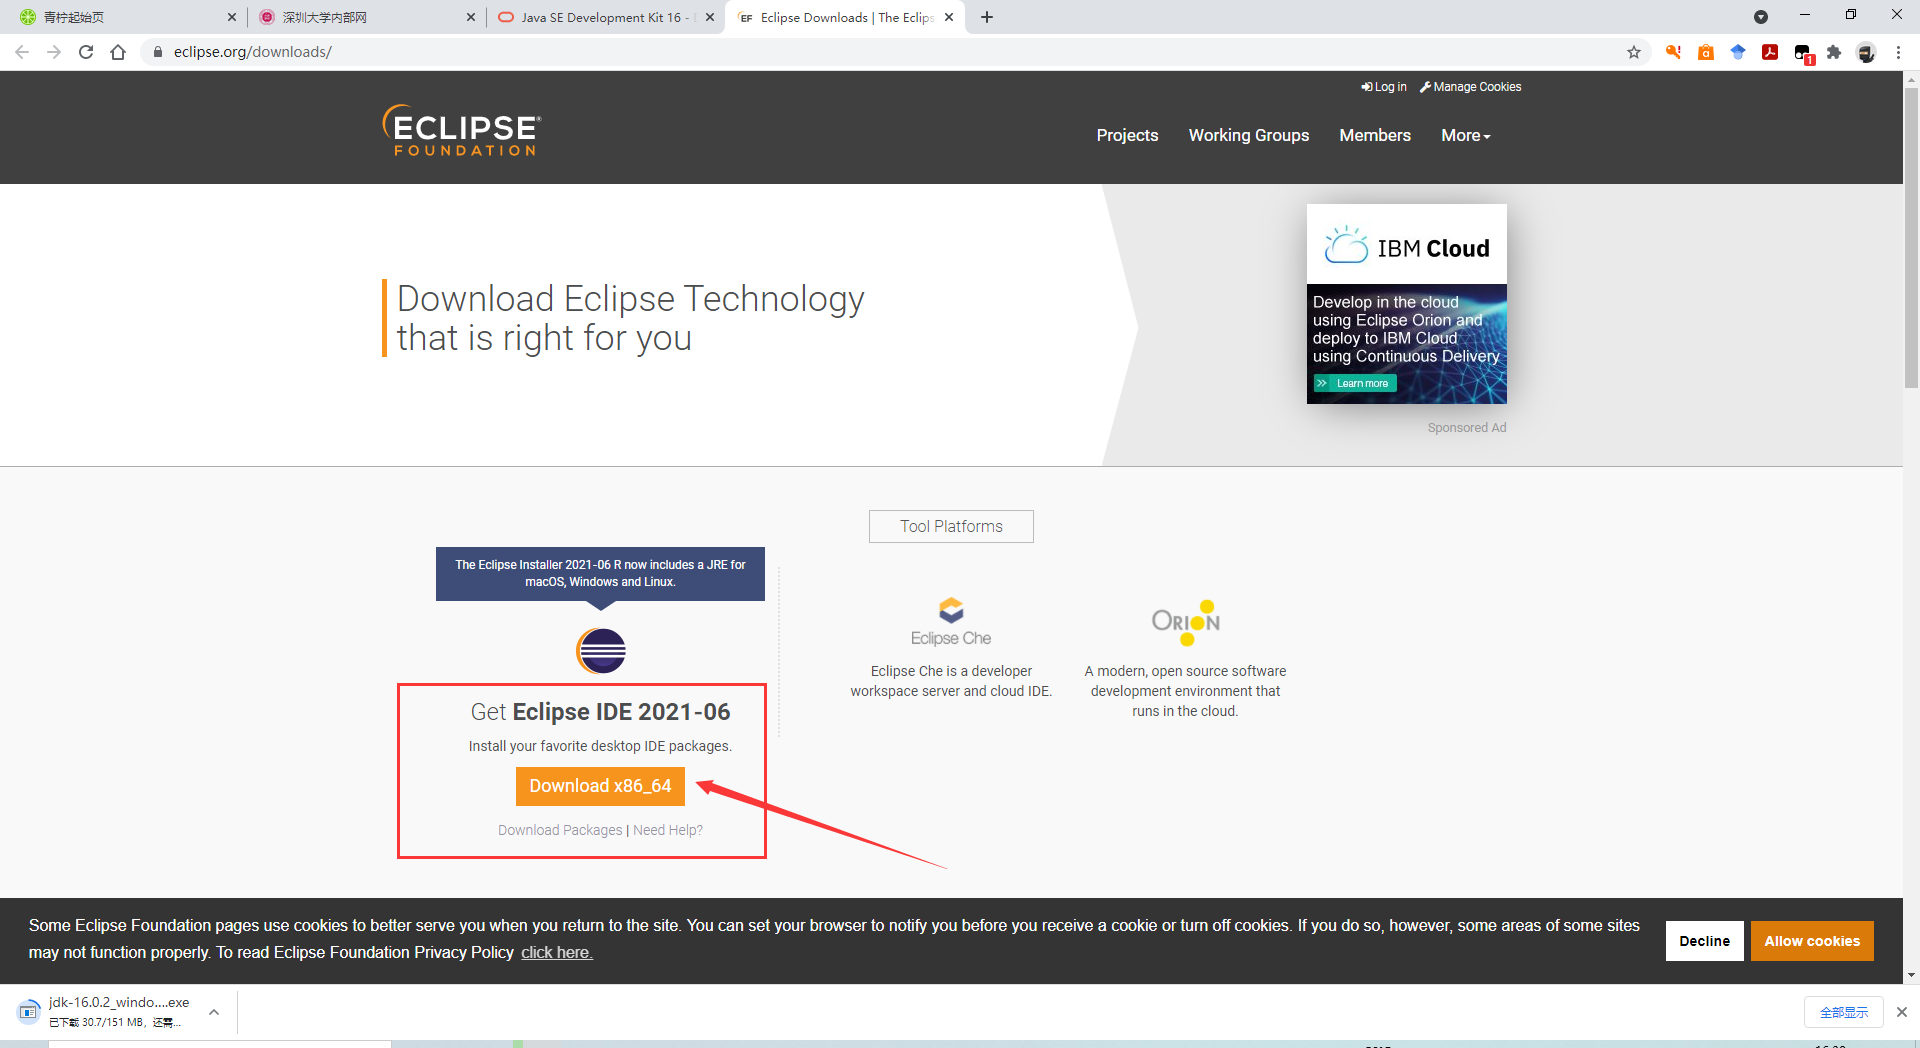 青柠起始页
深圳大学内部网
Java SE Development Kit 16 -
EF Eclipse Downloads | The Eclips
eclipse.org/downloads/
1
Log in Manage Cookies
ECLIPSE®
FOUNDATION
Projects Working Groups Members More
Download Eclipse Technology
that is right for you
IBM Cloud
Develop in the cloud
using Eclipse Orion and
deploy to IBM Cloud
using Continuous Delivery
Learn more
Sponsored Ad
Tool Platforms
The Eclipse Installer 2021-06 R now includes a JRE for
macOS, Windows and Linux.
Get Eclipse IDE 2021-06
Install your favorite desktop IDE packages.
Download x86_64
Download Packages | Need Help?
Eclipse Che
Eclipse Che is a developer
workspace server and cloud IDE.
ORION
A modern, open source software
development environment that
runs in the cloud.
Some Eclipse Foundation pages use cookies to better serve you when you return to the site. You can set your browser to notify you before you receive a cookie or turn off cookies. If you do so, however, some areas of some sites
may not function properly. To read Eclipse Foundation Privacy Policy click here.
Decline
Allow cookies
jdk-16.0.2_windo....exe
已下载 30.7/151 MB，还需...
全部显示